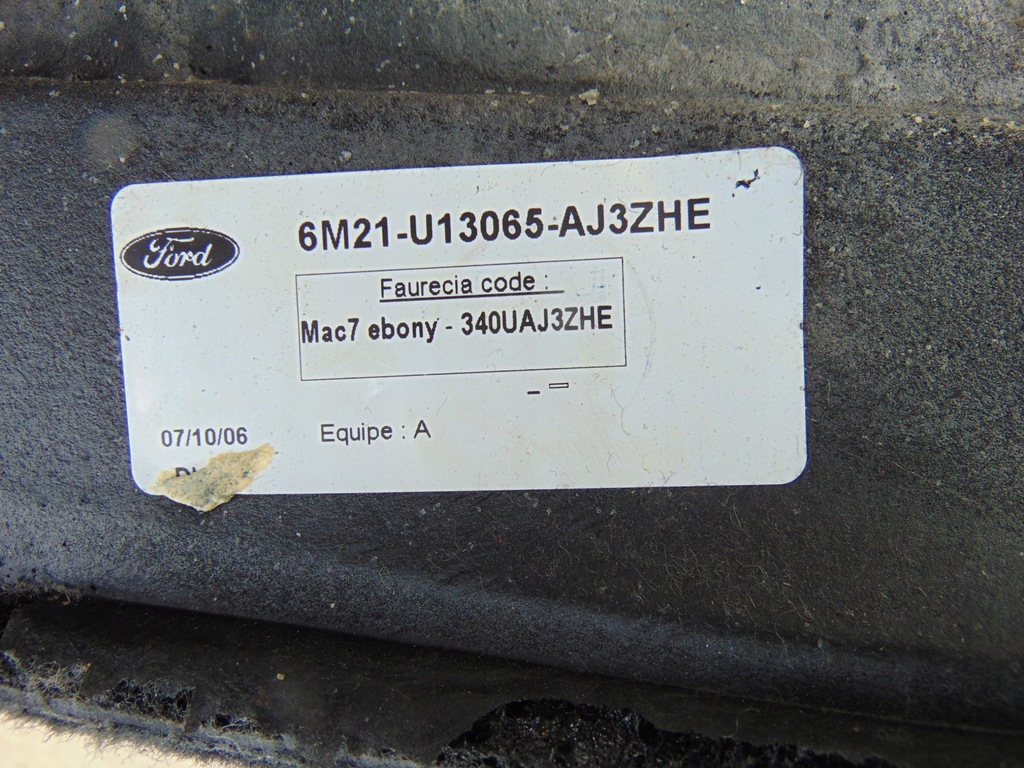 Ford
6M21-U13065-AJ3ZHE
Faurecia code :
Mac7 ebony - 340UAJ3ZHE
07/10/06
Equipe : A